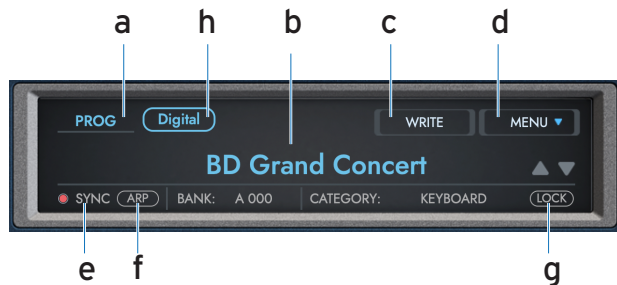 a h b c d
PROG Digital WRITE MENU
BD Grand Concert
SYNC ARP BANK: A 000 CATEGORY: KEYBOARD LOCK
e f g